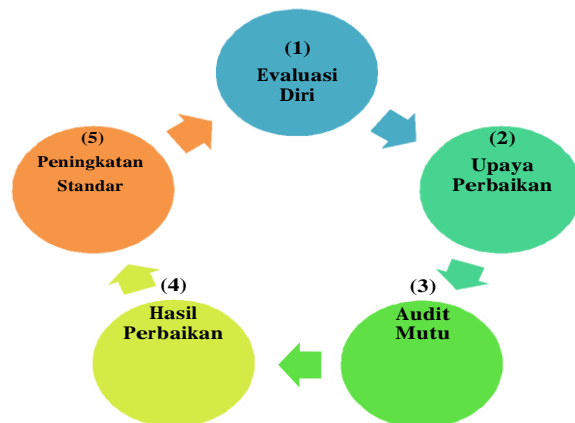 (1)
Evaluasi
Diri
(2)
Upaya
Perbaikan
(3)
Audit
Mutu
(4)
Hasil
Perbaikan
(5)
Peningkatan
Standar